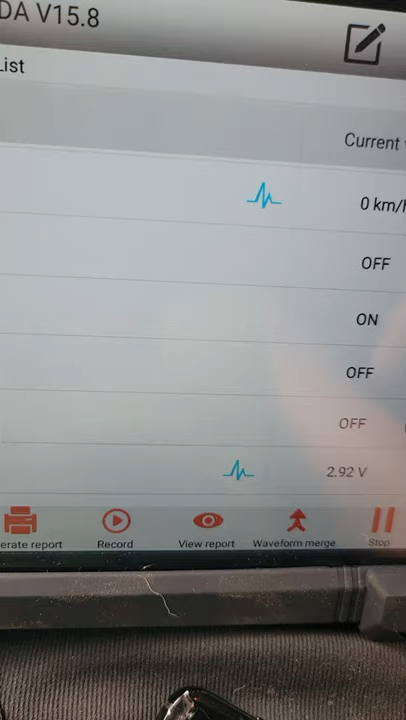 DA V15.8
List
Current
0 km/h
OFF
ON
OFF
OFF
2.92 V
erate report Record View report Waveform merge Stop